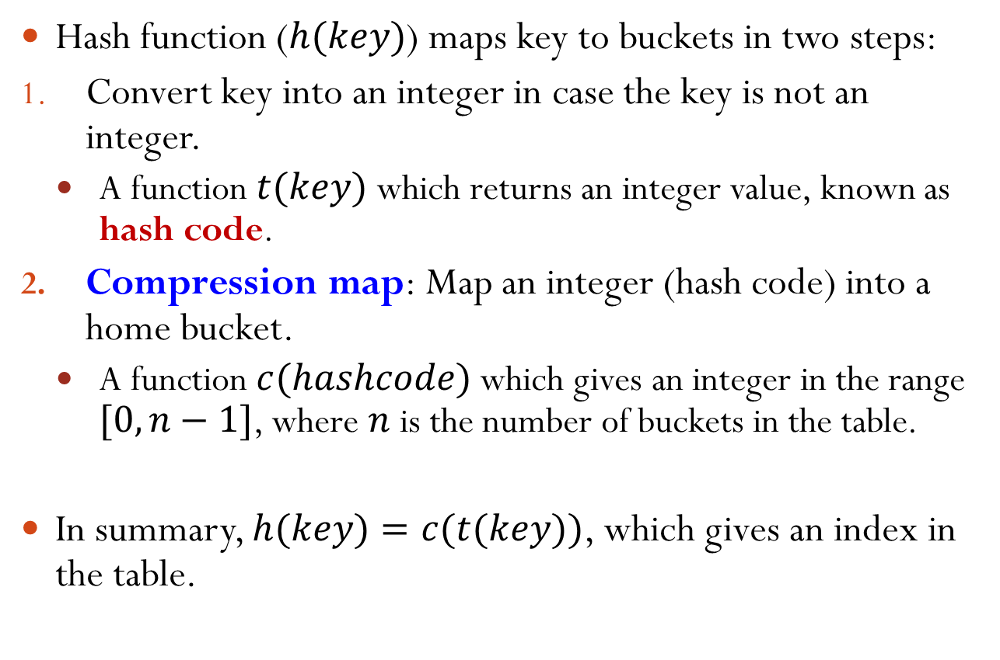 • Hash function (h(key)) maps key to buckets in two steps:
1. Convert key into an integer in case the key is not an
integer.
• A function t(key) which returns an integer value, known as
hash code.
2. Compression map: Map an integer (hash code) into a
home bucket.
• A function c(hashcode) which gives an integer in the range
[0, n − 1], where n is the number of buckets in the table.
• In summary, h(key) = c(t(key)), which gives an index in
the table.